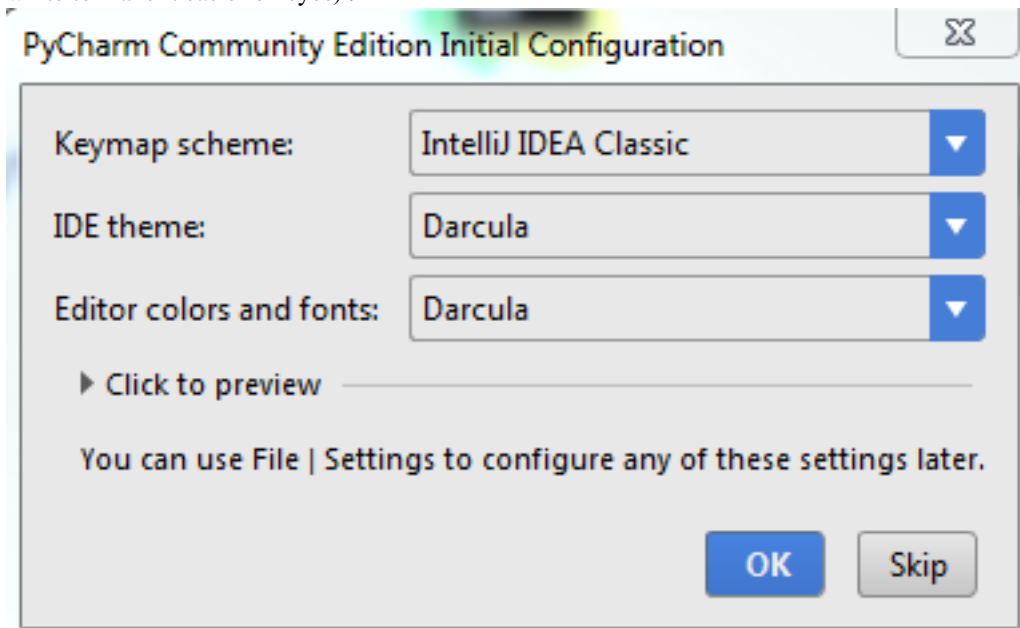 PyCharm Community Edition Initial Configuration
Keymap scheme: IntelliJ IDEA Classic
IDE theme: Darcula
Editor colors and fonts: Darcula
Click to preview
You can use File | Settings to configure any of these settings later.
OK Skip